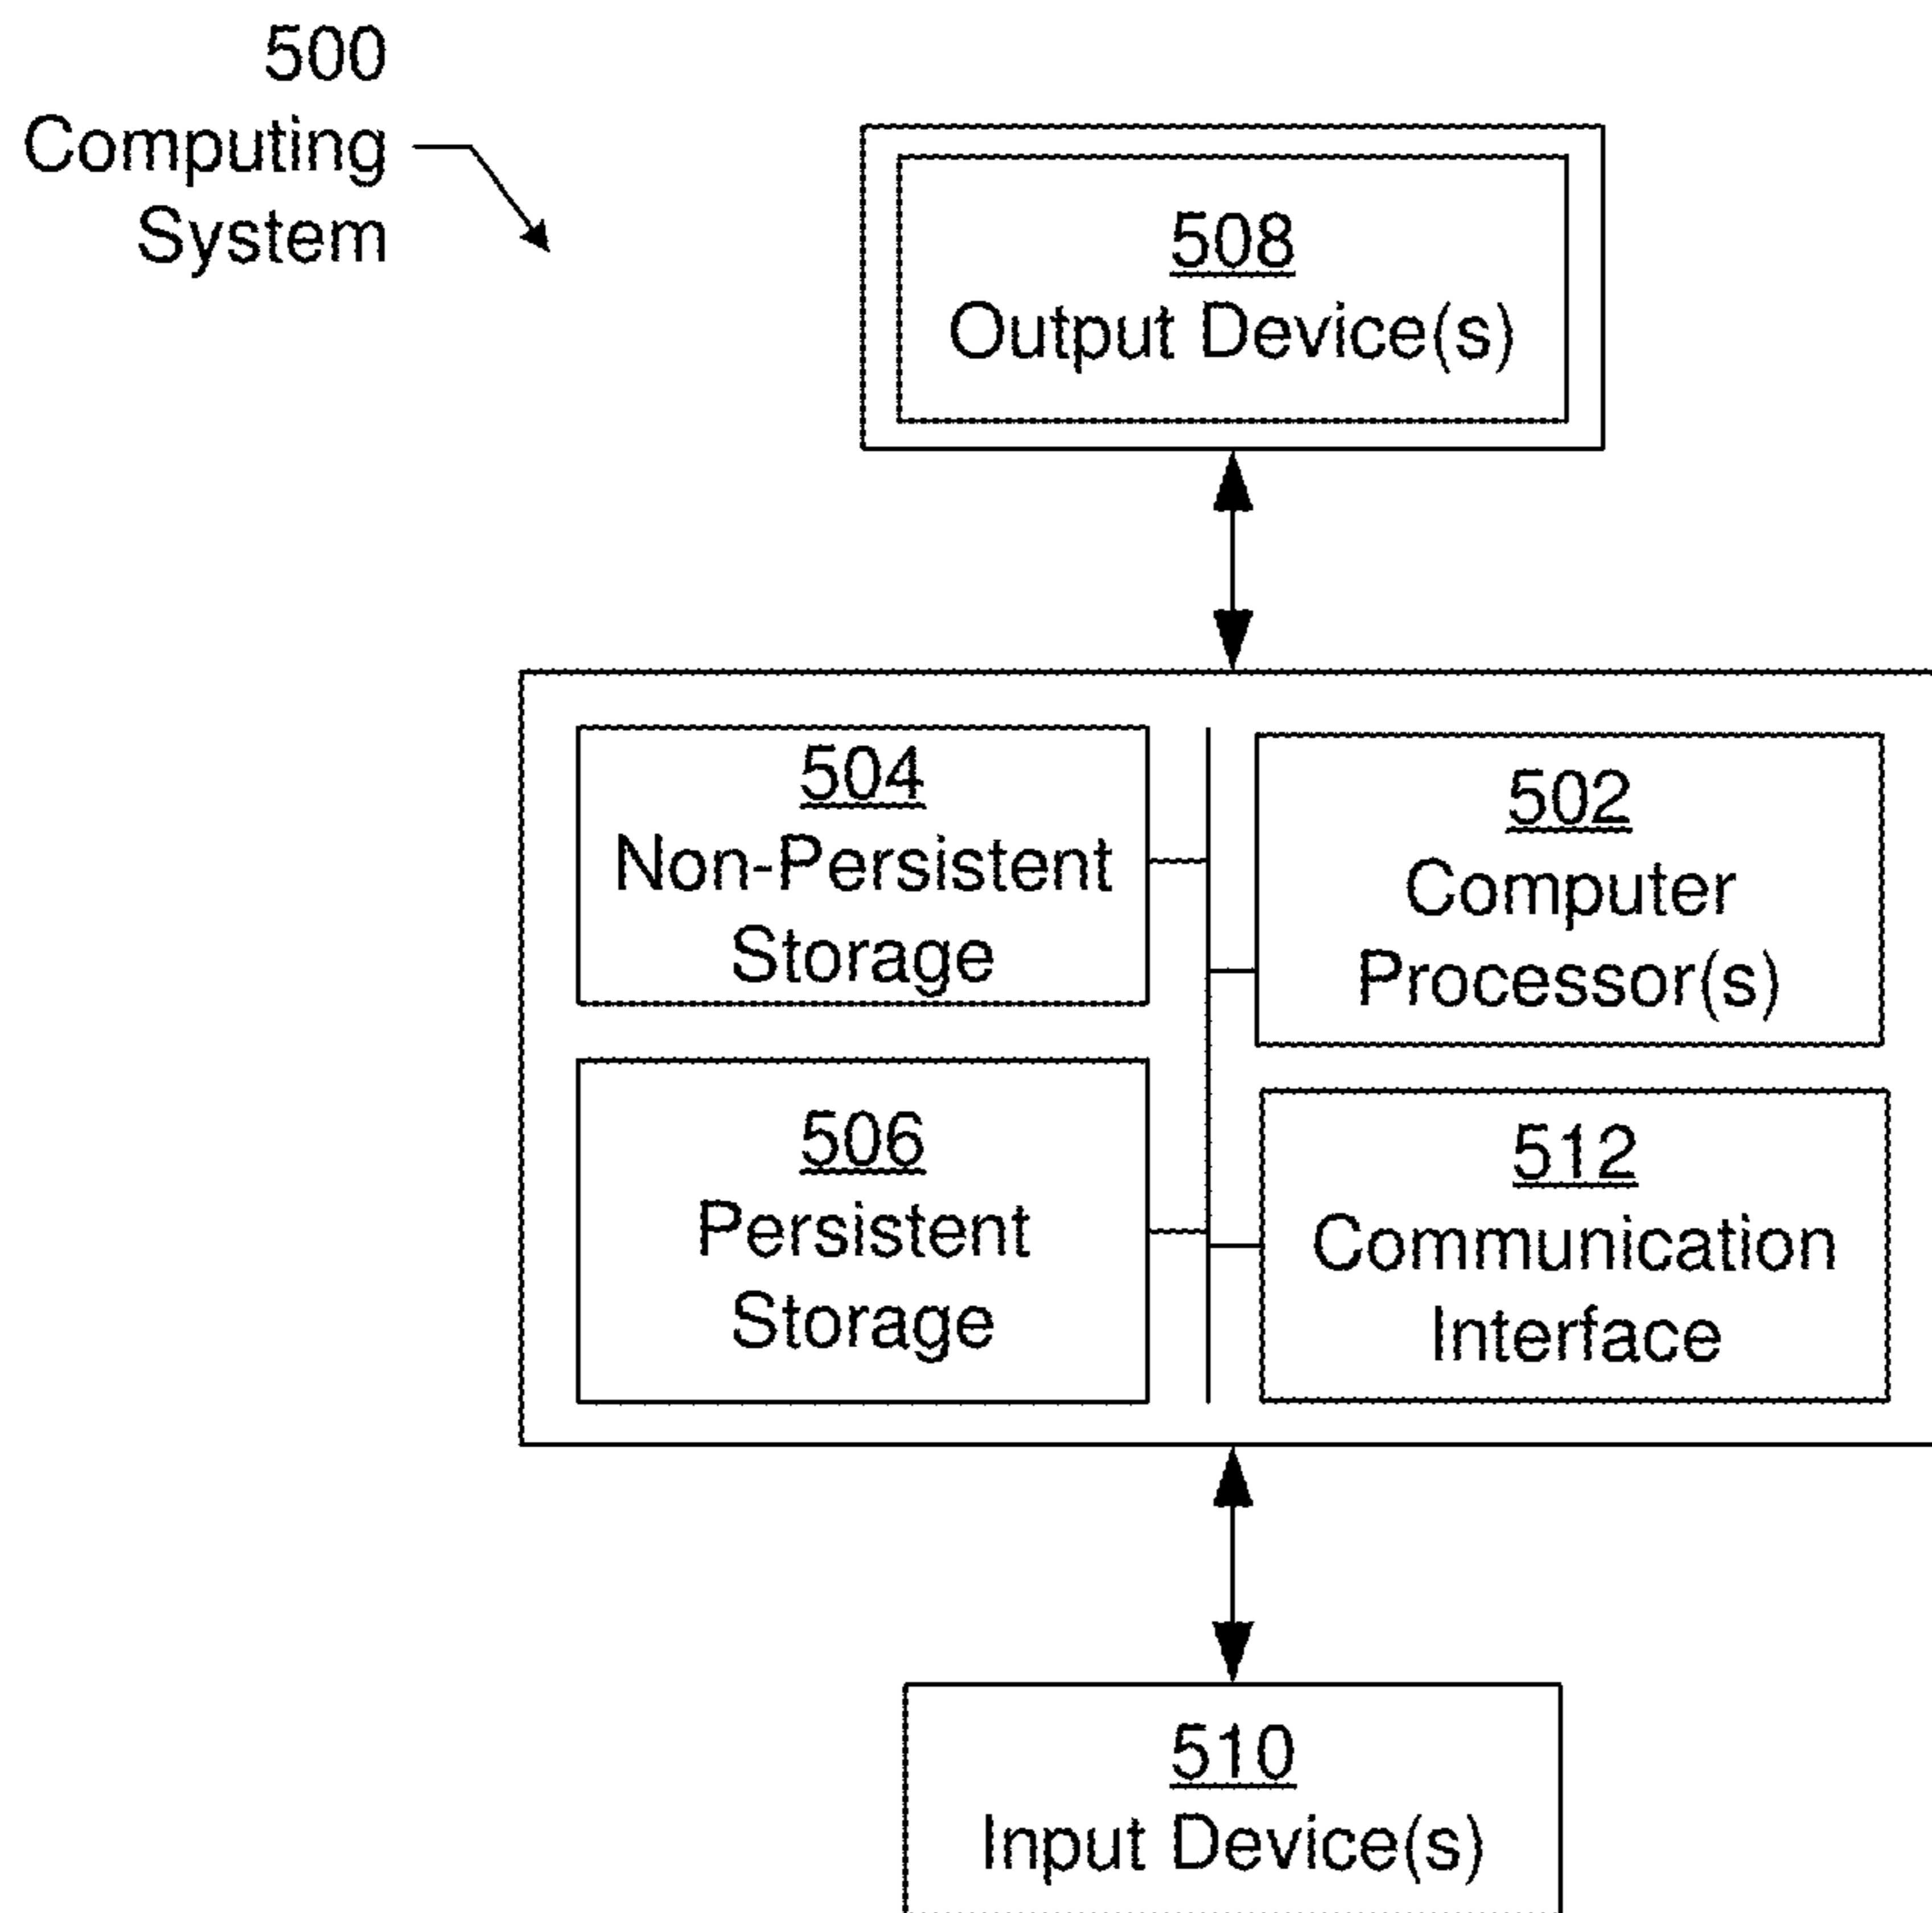 500
Computing
System
508
Output Device(s)
504
Non-Persistent
Storage
502
Computer
Processor(s)
506
Persistent
Storage
512
Communication
Interface
510
Input Device(s)